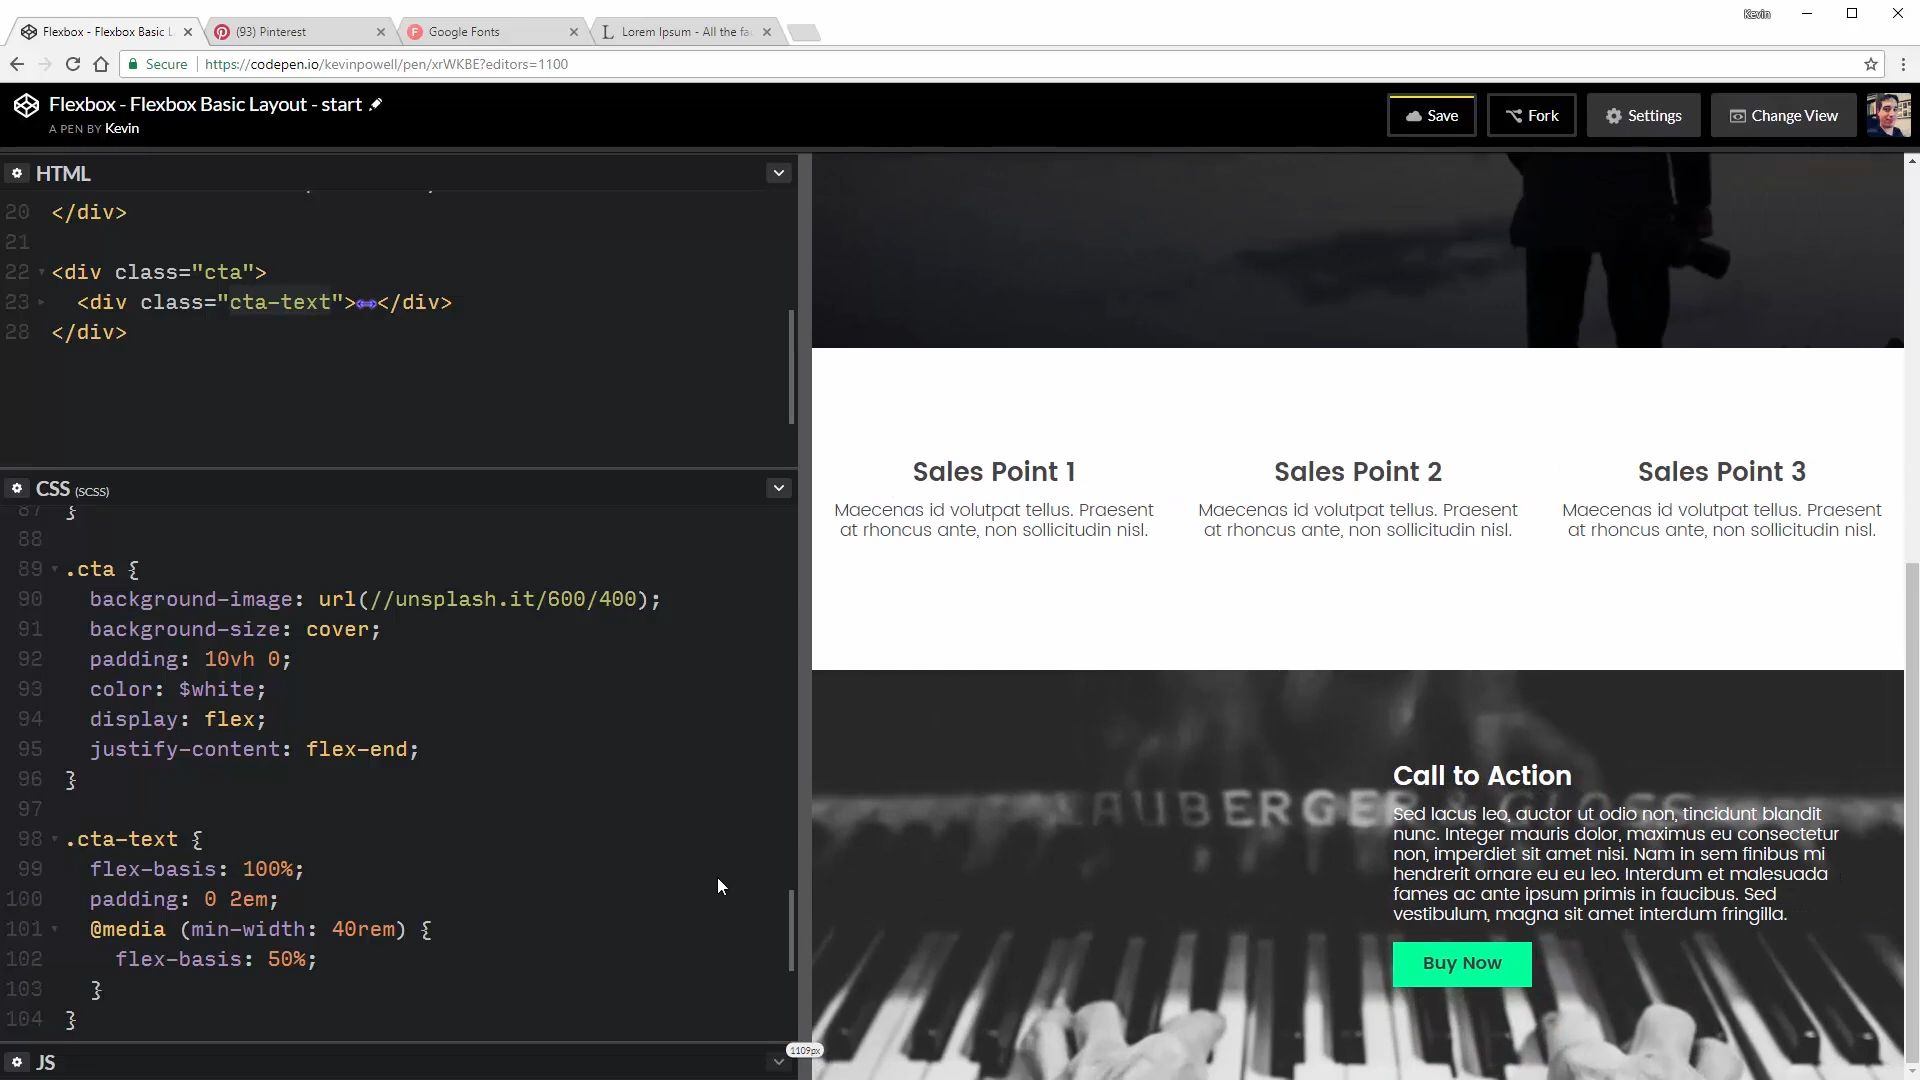 Kevin
Flexbox - Flexbox Basic L
(93) Pinterest
Google Fonts
Lorem Ipsum - All the fa
Secure
https://codepen.io/kevinpowell/pen/xrWKBE?editors=1100
Flexbox - Flexbox Basic Layout - start
A PEN BY Kevin
Save
Fork
Settings
Change View
HTML
20 </div>
21
22 <div class="cta">
23 <div class="cta-text"></div>
28 </div>
CSS (SCSS)
87 }
88
89 .cta {
90 background-image: url(//unsplash.it/600/400);
91 background-size: cover;
92 padding: 10vh 0;
93 color: $white;
94 display: flex;
95 justify-content: flex-end;
96 }
97
98 .cta-text {
99 flex-basis: 100%;
100 padding: 0 2em;
101 @media (min-width: 40rem) {
102 flex-basis: 50%;
103 }
104 }
JS
1109px
Sales Point 1
Maecenas id volutpat tellus. Praesent
at rhoncus ante, non sollicitudin nisl.
Sales Point 2
Maecenas id volutpat tellus. Praesent
at rhoncus ante, non sollicitudin nisl.
Sales Point 3
Maecenas id volutpat tellus. Praesent
at rhoncus ante, non sollicitudin nisl.
Call to Action
Sed lacus leo, auctor ut odio non, tincidunt blandit
nunc. Integer mauris dolor, maximus eu consectetur
non, imperdiet sit amet nisi. Nam in sem finibus mi
hendrerit ornare eu eu leo. Interdum et malesuada
fames ac ante ipsum primis in faucibus. Sed
vestibulum, magna sit amet interdum fringilla.
Buy Now